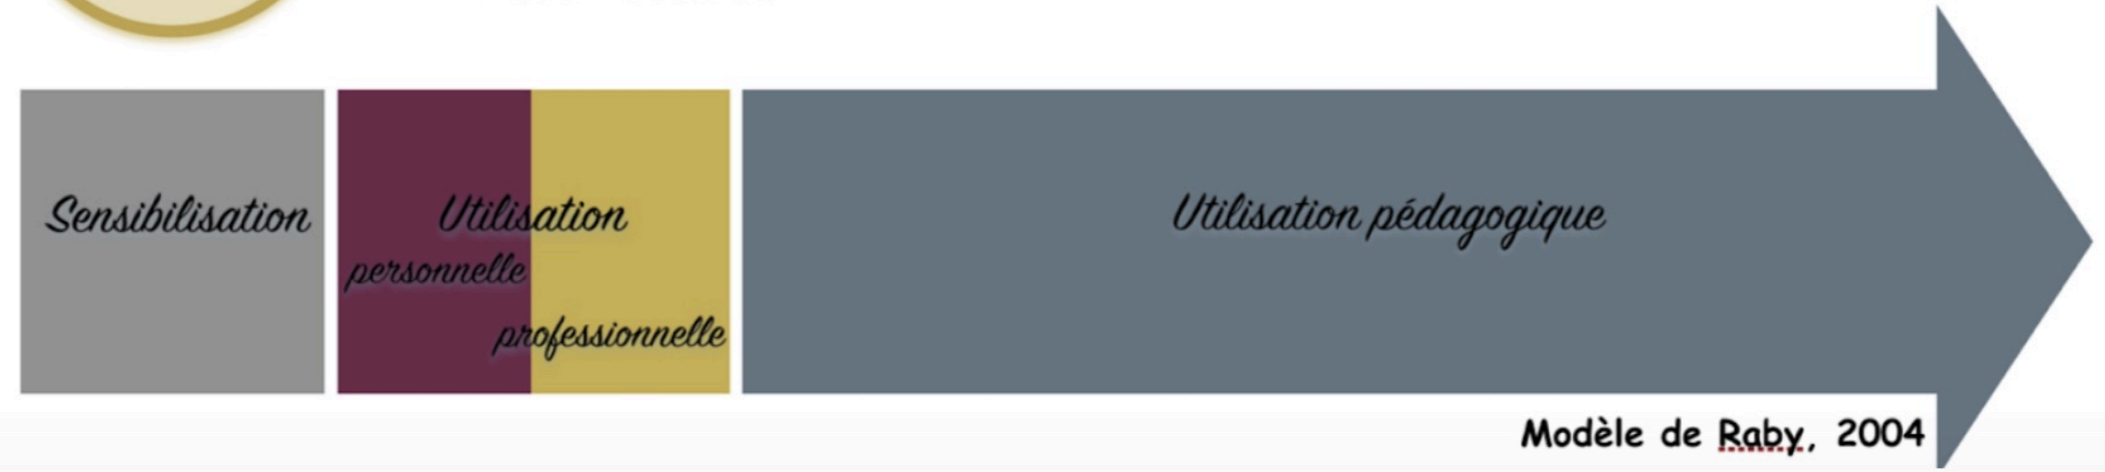 Sensibilisation
Utilisation
personnelle
professionnelle
Utilisation pédagogique
Modèle de Raby, 2004